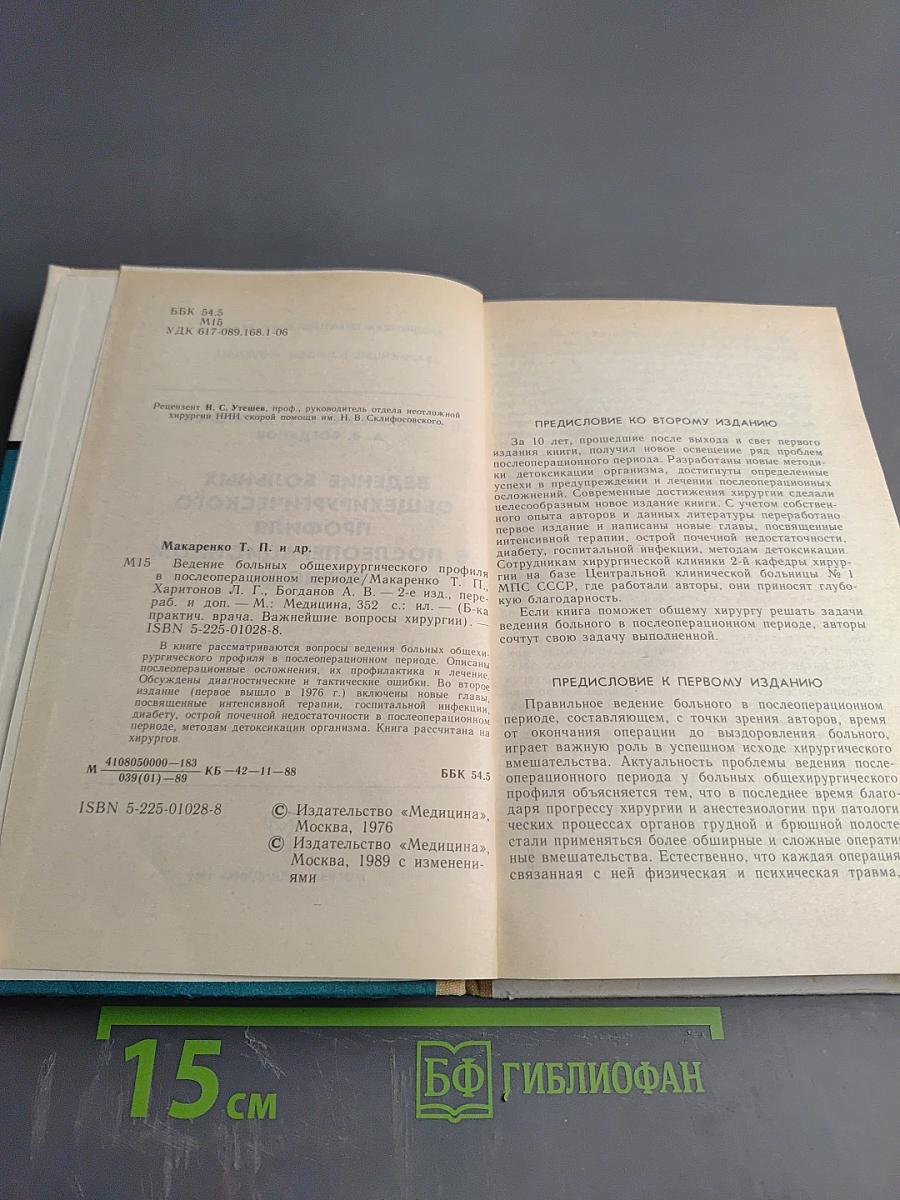 ББК 54.5
М15
УДК 617-089.168.1-06
Рецензент Н. С. Утешев, проф., руководитель отдела неотложной
хирургии НИИ скорой помощи им. Н. В. Склифосовского.
Макаренко Т. П. и др.
М15 Ведение больных общехирургического профиля
в послеоперационном периоде/Макаренко Т. П.,
Харитонов Л. Г., Богданов А. В. — 2-е изд., пере-
раб. и доп. — М.: Медицина, 352 с.: ил. — (Б-ка
практич. врача. Важнейшие вопросы хирургии). —
ISBN 5-225-01028-8.
В книге рассматриваются вопросы ведения больных общехи-
рургического профиля в послеоперационном периоде. Описаны
послеоперационные осложнения, их профилактика и лечение.
Обсуждены диагностические и тактические ошибки. Во второе
издание (первое вышло в 1976 г.) включены новые главы,
посвященные интенсивной терапии, госпитальной инфекции,
диабету, острой почечной недостаточности в послеоперационном
периоде, методам детоксикации организма. Книга рассчитана на
хирургов.
М 4108050000—183
039(01)—89 КБ—42—11—88
ББК 54.5
ISBN 5-225-01028-8
© Издательство «Медицина»,
Москва, 1976
© Издательство «Медицина»,
Москва, 1989 с изменени-
ями
ПРЕДИСЛОВИЕ КО ВТОРОМУ ИЗДАНИЮ
За 10 лет, прошедшие после выхода в свет первого
издания книги, получил новое освещение ряд проблем
послеоперационного периода. Разработаны новые методи-
ки детоксикации организма, достигнуты определенные
успехи в предупреждении и лечении послеоперационных
осложнений. Современные достижения хирургии сделали
целесообразным новое издание книги. С учетом собствен-
ного опыта авторов и данных литературы переработано
первое издание и написаны новые главы, посвященные
интенсивной терапии, острой почечной недостаточности,
диабету, госпитальной инфекции, методам детоксикации.
Сотрудникам хирургической клиники 2-й кафедры хирур-
гии на базе Центральной клинической больницы № 1
МПС СССР, где работали авторы, они приносят глубо-
кую благодарность.
Если книга поможет общему хирургу решать задачи
ведения больного в послеоперационном периоде, авторы
сочтут свою задачу выполненной.
ПРЕДИСЛОВИЕ К ПЕРВОМУ ИЗДАНИЮ
Правильное ведение больного в послеоперационном
периоде, составляющем, с точки зрения авторов, время
от окончания операции до выздоровления больного,
играет важную роль в успешном исходе хирургического
вмешательства. Актуальность проблемы ведения после-
операционного периода у больных общехирургического
профиля объясняется тем, что в последнее время благо-
даря прогрессу хирургии и анестезиологии при патологи
ческих процессах органов грудной и брюшной полосте
стали применяться более обширные и сложные операти
ные вмешательства. Естественно, что каждая операция
связанная с ней физическая и психическая травма,
15 см
БФ ГИБЛИОФАН